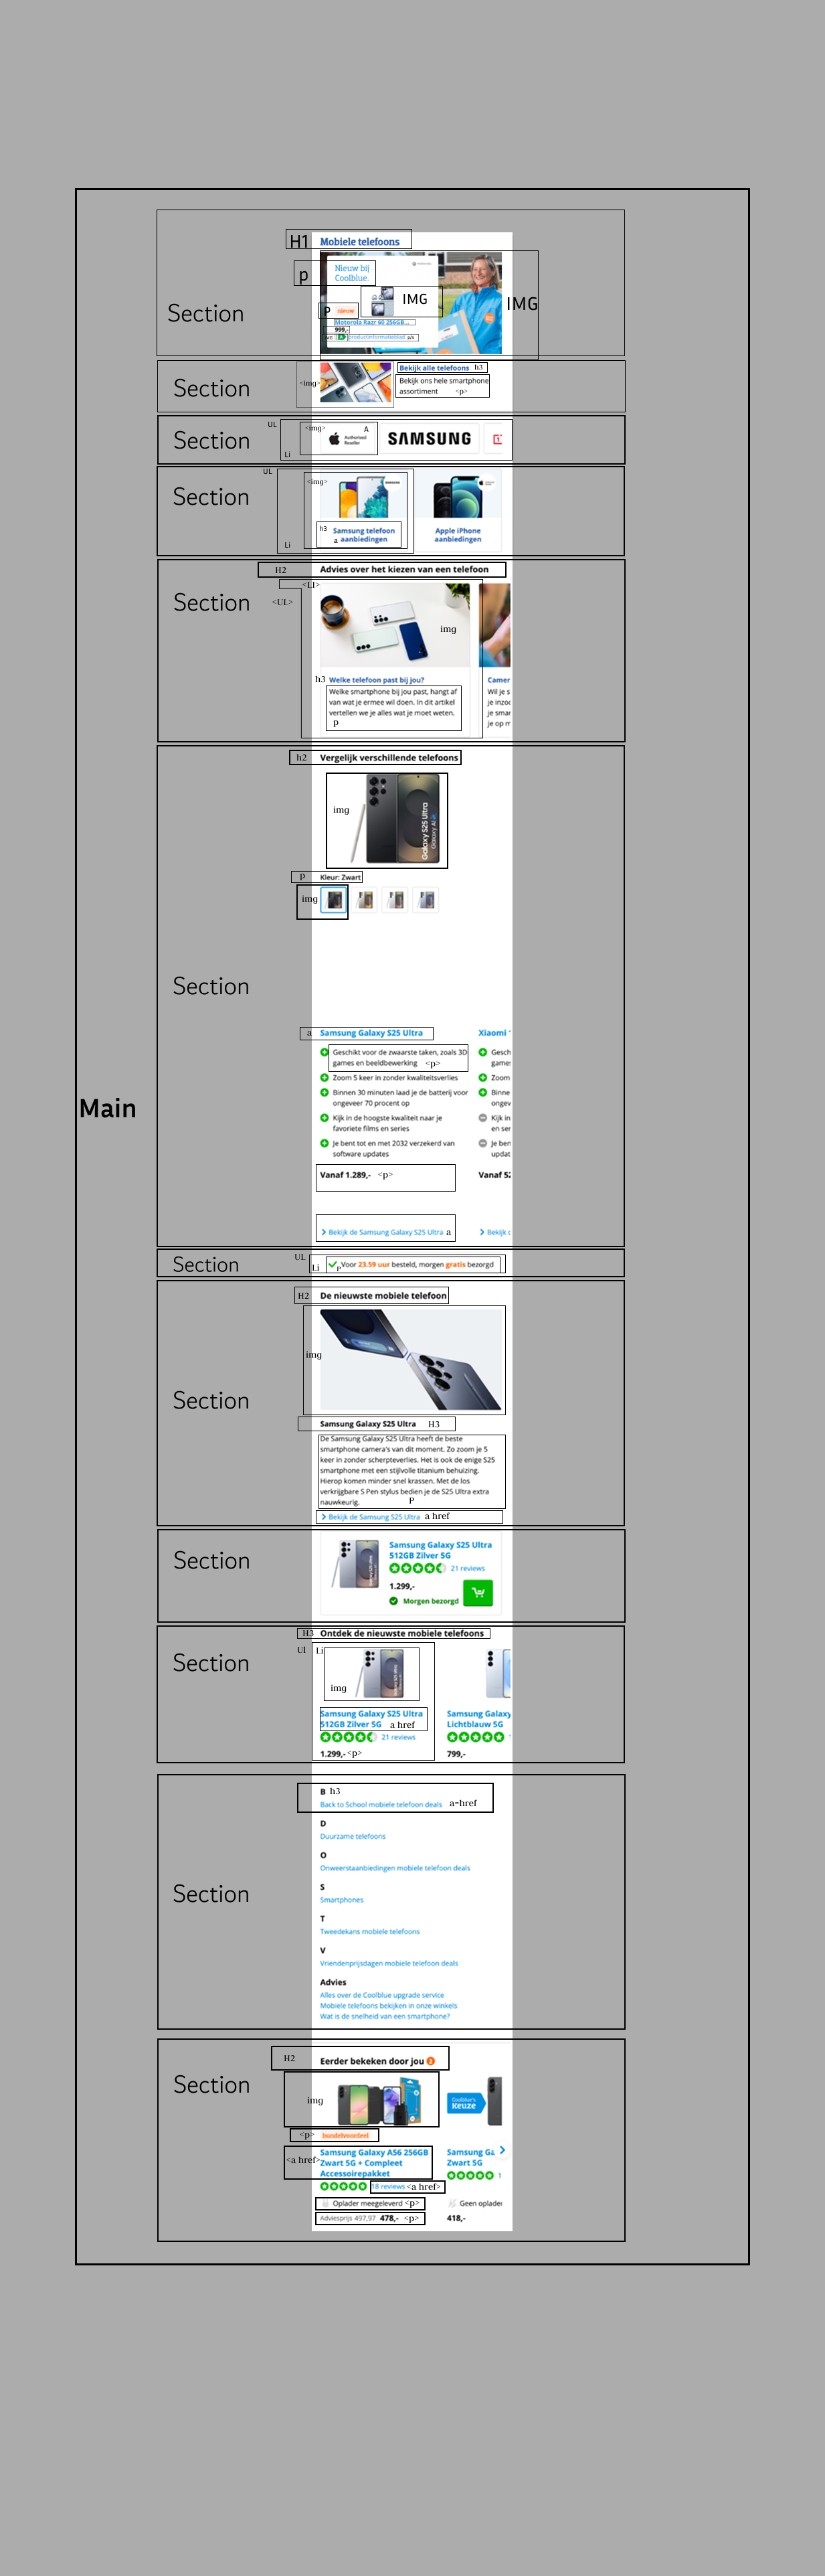 H1 Mobiele telefoons
p Nieuw bij
Coolblue.
IMG
IMG
Section
P nieuw
Motorola Razr 60 256GB...
999,-
productinformatieblad p/a
Section
<img>
Bekijk alle telefoons h3
Bekijk ons hele smartphone
assortiment <p>
UL
Section
<img> A
Authorised
Reseller
SAMSUNG
Li
UL
Section
<img>
h3 Samsung telefoon
a aanbiedingen
Apple iPhone
aanbiedingen
Li
H2 Advies over het kiezen van een telefoon
<LI>
Section
<UL>
img
h3 Welke telefoon past bij jou?
Camer
Welke smartphone bij jou past, hangt af
van wat je ermee wil doen. In dit artikel
vertellen we je alles wat je moet weten.
p
Wil je s
je inzoo
je smar
je op m
h2 Vergelijk verschillende telefoons
img
Galaxy S25 Ultra
Galaxy AI
p Kleur: Zwart
img
Section
a Samsung Galaxy S25 Ultra
Xiaomi
Geschikt voor de zwaarste taken, zoals 3D
games en beeldbewerking <p>
Zoom 5 keer in zonder kwaliteitsverlies
Binnen 30 minuten laad je de batterij voor
ongeveer 70 procent op
Kijk in de hoogste kwaliteit naar je
favoriete films en series
Je bent tot en met 2032 verzekerd van
software updates
Gesch
games
Zoom
Binne
ongev
Kijk in
en ser
Je ben
updat
Main
Vanaf 1.289,- <p>
Vanaf 52
Bekijk de Samsung Galaxy S25 Ultra a
Bekijk d
Section
UL
Li
P
Voor 23.59 uur besteld, morgen gratis bezorgd
H2 De nieuwste mobiele telefoon
img
Section
Samsung Galaxy S25 Ultra H3
De Samsung Galaxy S25 Ultra heeft de beste
smartphone camera's van dit moment. Zo zoom je 5
keer in zonder scherpteverlies. Het is ook de enige S25
smartphone met een stijlvolle titanium behuizing.
Hierop komen minder snel krassen. Met de los
verkrijgbare S Pen stylus bedien je de S25 Ultra extra
nauwkeurig. P
Bekijk de Samsung S25 Ultra a href
Section
Samsung Galaxy S25 Ultra
512GB Zilver 5G
21 reviews
1.299,-
Morgen bezorgd
H3 Ontdek de nieuwste mobiele telefoons
Ul Li
Section
img
Samsung Galaxy S25 Ultra
512GB Zilver 5G a href
21 reviews
1.299,- <p>
Samsung Galaxy
Lichtblauw 5G
799,-
B h3
Back to School mobiele telefoon deals a=href
D
Duurzame telefoons
O
Onweerstaanbiedingen mobiele telefoon deals
Section
S
Smartphones
T
Tweedekans mobiele telefoons
V
Vriendenprijsdagen mobiele telefoon deals
Advies
Alles over de Coolblue upgrade service
Mobiele telefoons bekijken in onze winkels
Wat is de snelheid van een smartphone?
H2 Eerder bekeken door jou 2
Section
img
Coolblue's
Keuze
<p> bundelvoordeel
<a href> Samsung Galaxy A56 256GB
Zwart 5G + Compleet
Accessoirepakket
18 reviews <a href>
Oplader meegeleverd <p>
Adviesprijs 497,97 478,- <p>
Samsung Ga
Zwart 5G
1
Geen oplader
418,-